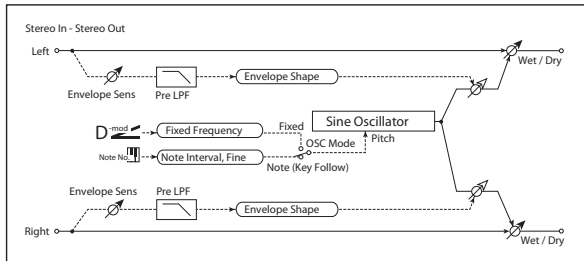 Stereo In - Stereo Out
Left
Wet / Dry
Envelope Sens
Pre LPF
Envelope Shape
D-mod
Fixed Frequency
Fixed
Sine Oscillator
OSC Mode
Pitch
Note No.
Note Interval, Fine
Note (Key Follow)
Envelope Sens
Pre LPF
Envelope Shape
Right
Wet / Dry